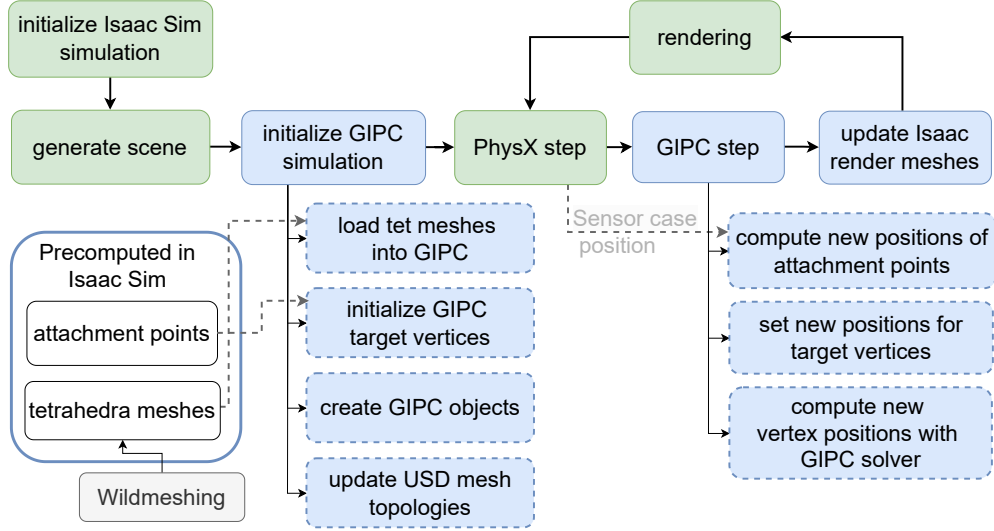 initialize Isaac Sim
simulation
rendering
generate scene
initialize GIPC
simulation
PhysX step
GIPC step
update Isaac
render meshes
Precomputed in
Isaac Sim
attachment points
tetrahedra meshes
Wildmeshing
load tet meshes
into GIPC
initialize GIPC
target vertices
create GIPC objects
update USD mesh
topologies
Sensor case
position
compute new positions of
attachment points
set new positions for
target vertices
compute new
vertex positions with
GIPC solver